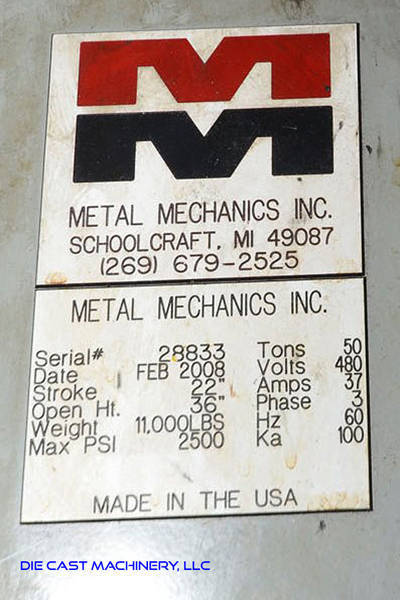 METAL MECHANICS INC.
SCHOOLCRAFT, MI 49087
(269) 679-2525
METAL MECHANICS INC.
Serial# 28833 Tons 50
Date FEB 2008 Volts 480
Stroke 22" Amps 37
Open Ht. 36" Phase 3
Weight 11,000LBS Hz 60
Max PSI 2500 Ka 100
MADE IN THE USA
DIE CAST MACHINERY, LLC